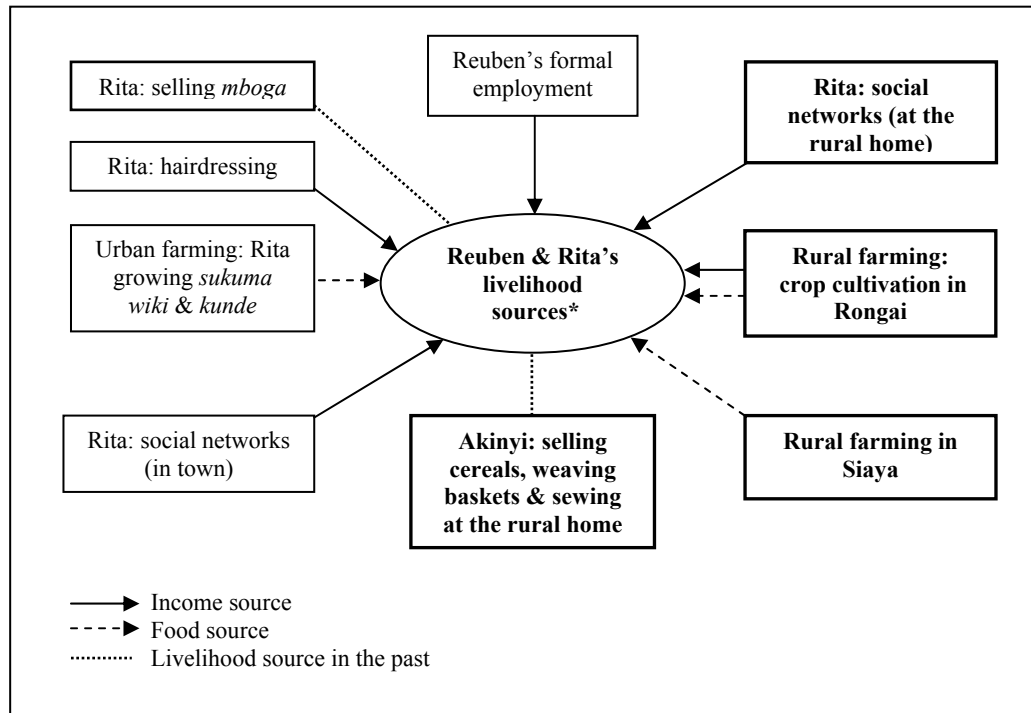 Reuben's formal
employment
Rita: selling mboga
Rita: social
networks (at the
rural home)
Rita: hairdressing
Urban farming: Rita
growing sukuma
wiki & kunde
Reuben & Rita's
livelihood
sources*
Rural farming:
crop cultivation in
Rongai
Rita: social networks
(in town)
Akinyi: selling
cereals, weaving
baskets & sewing
at the rural home
Rural farming in
Siaya
Income source
Food source
Livelihood source in the past